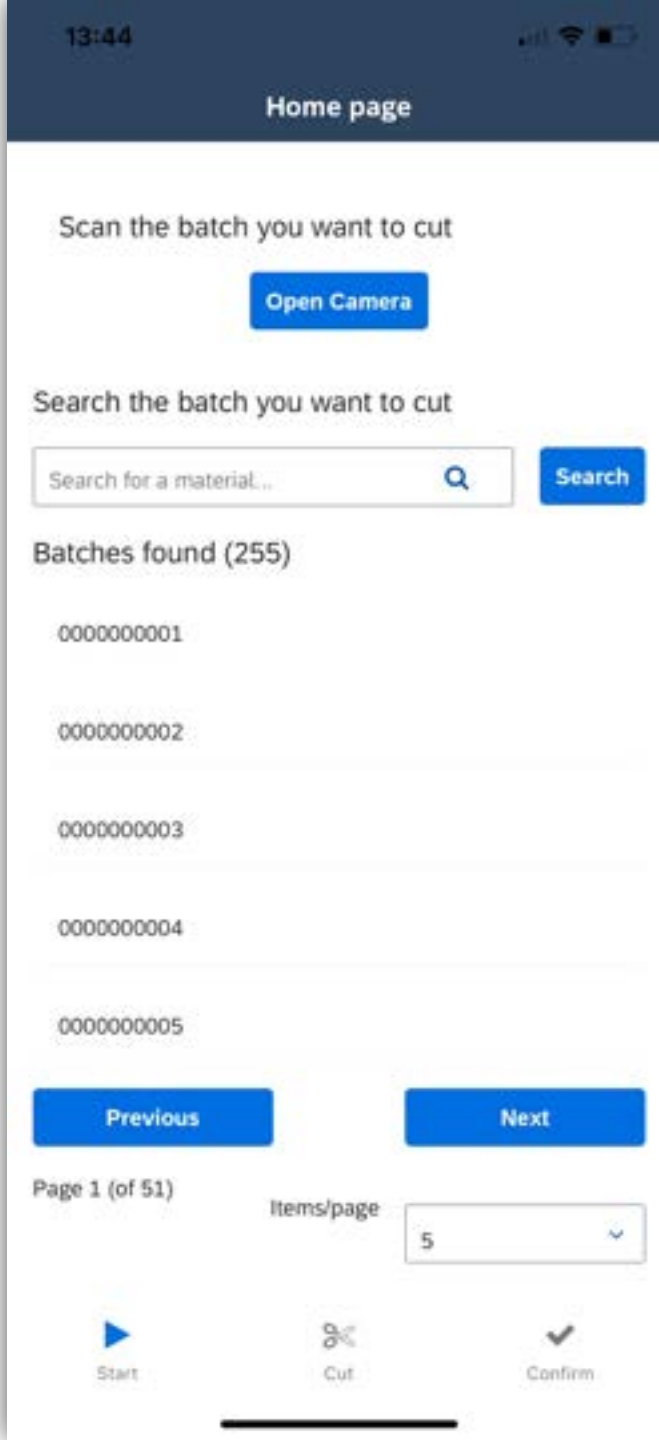 13:44
Home page
Scan the batch you want to cut
Open Camera
Search the batch you want to cut
Search for a material...
Search
Batches found (255)
0000000001
0000000002
0000000003
0000000004
0000000005
Previous
Next
Page 1 (of 51)
Items/page
5
Start
Cut
Confirm